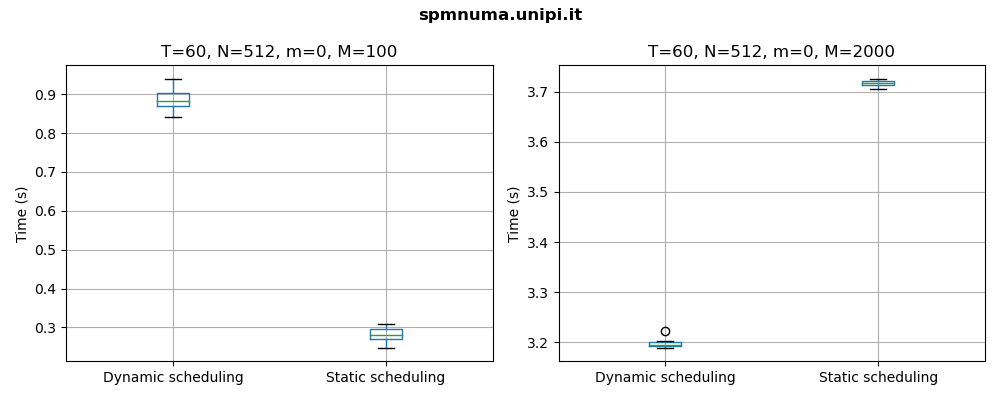 spmnuma.unipi.it
T=60, N=512, m=0, M=100
Time (s)
0.9
0.8
0.7
0.6
0.5
0.4
0.3
Dynamic scheduling
Static scheduling
T=60, N=512, m=0, M=2000
Time (s)
3.7
3.6
3.5
3.4
3.3
3.2
Dynamic scheduling
Static scheduling